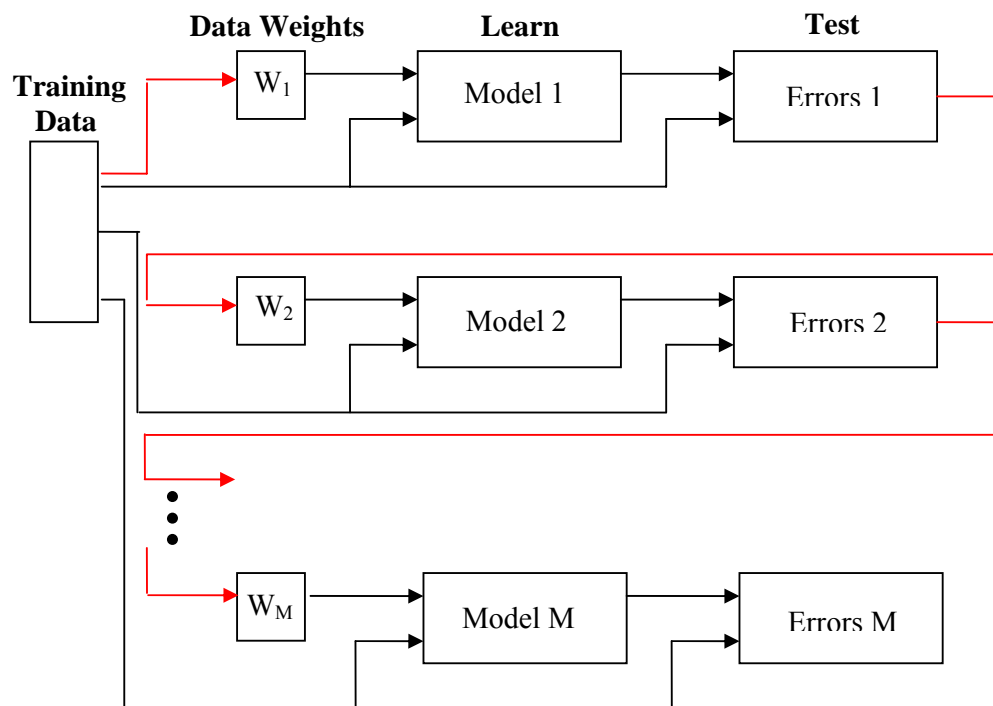 Data Weights
Learn
Test
Training
Data
W1
Model 1
Errors 1
W2
Model 2
Errors 2
WM
Model M
Errors M